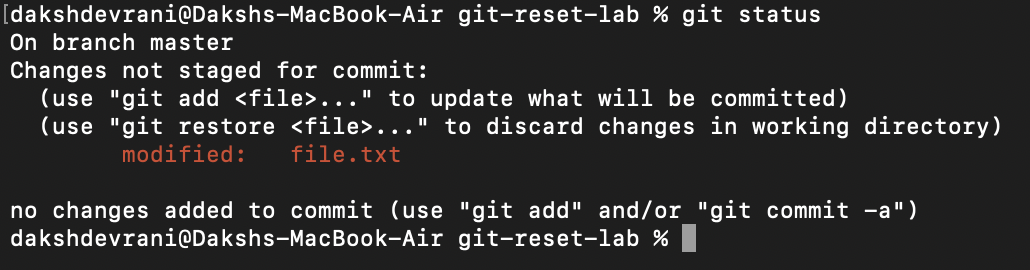 [dakshdevrani@Dakshs-MacBook-Air git-reset-lab % git status
On branch master
Changes not staged for commit:
  (use "git add <file>..." to update what will be committed)
  (use "git restore <file>..." to discard changes in working directory)
        modified:   file.txt

no changes added to commit (use "git add" and/or "git commit -a")
dakshdevrani@Dakshs-MacBook-Air git-reset-lab %